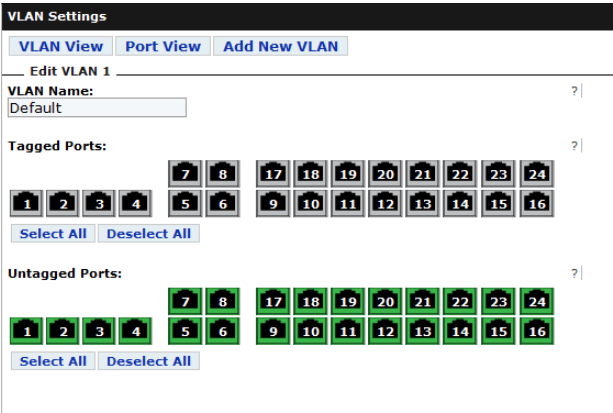 VLAN Settings
VLAN View Port View Add New VLAN
Edit VLAN 1
VLAN Name: ?
Default
Tagged Ports: ?
7 8 17 18 19 20 21 22 23 24
1 2 3 4 5 6 9 10 11 12 13 14 15 16
Select All Deselect All
Untagged Ports: ?
7 8 17 18 19 20 21 22 23 24
1 2 3 4 5 6 9 10 11 12 13 14 15 16
Select All Deselect All